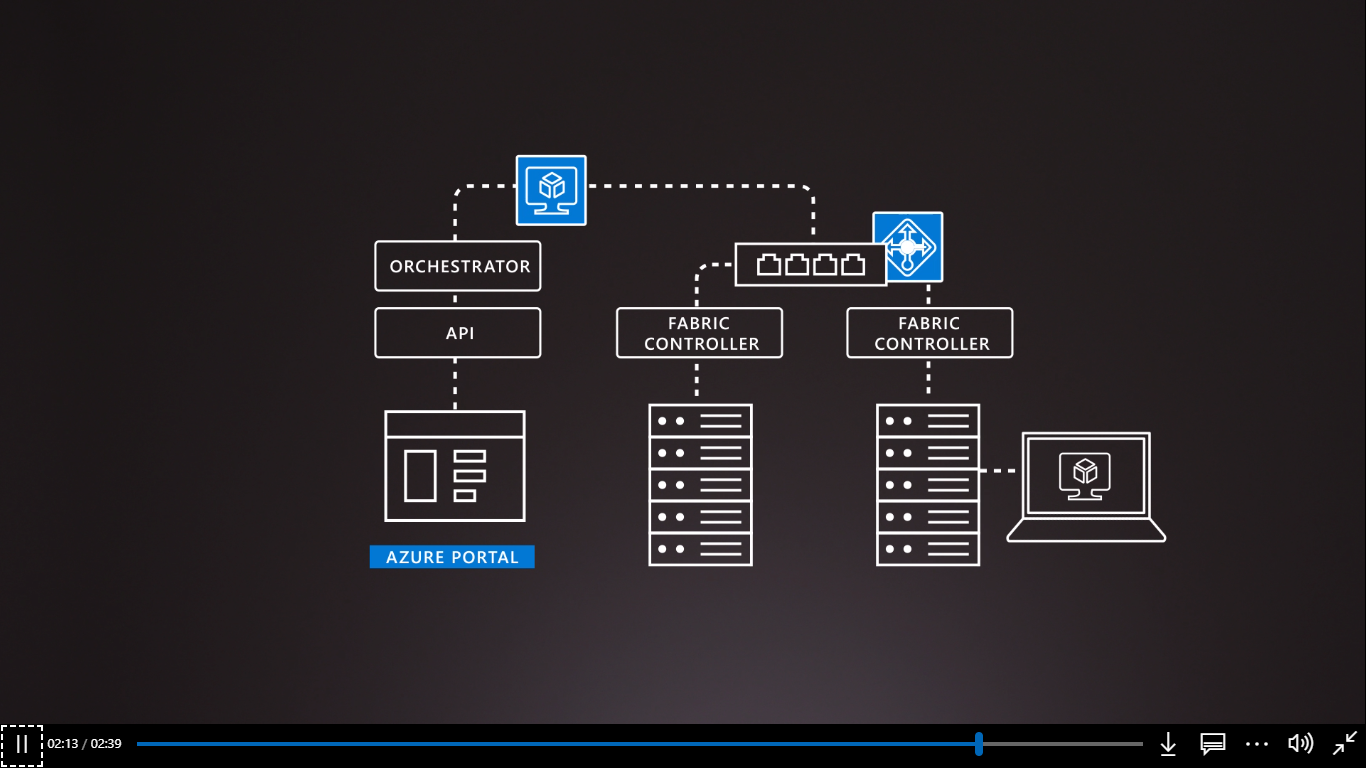 ORCHESTRATOR
API
FABRIC
CONTROLLER
FABRIC
CONTROLLER
AZURE PORTAL
02:13 / 02:39